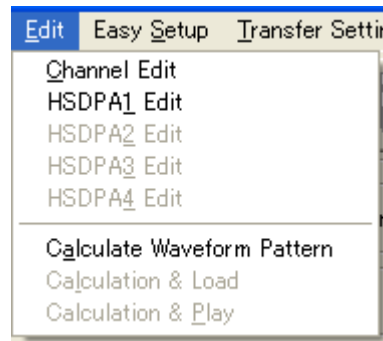 Edit Easy Setup Transfer Setti
Channel Edit
HSDPA1 Edit
HSDPA2 Edit
HSDPA3 Edit
HSDPA4 Edit
Calculate Waveform Pattern
Calculation & Load
Calculation & Play